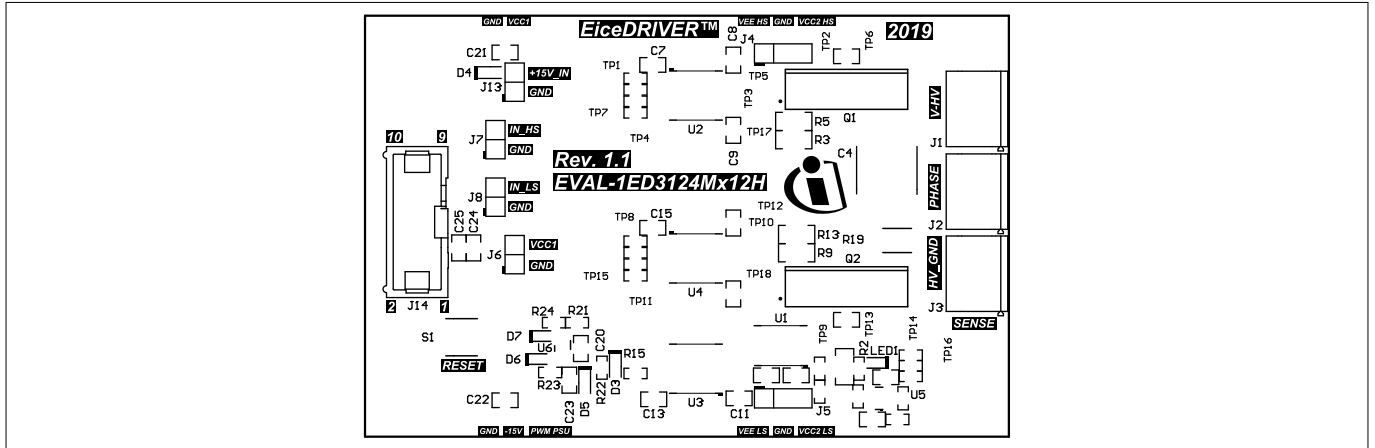 GND VCC1
VEE HS GND VCC2 HS
EiceDRIVER™
2019
C21
C7
C8
J4
TP2
TP6
D4
+15V_IN
J13
GND
TP1
TP5
TP3
TP7
TP4
U2
C9
TP17
R5
R3
Q1
C4
V-HV
J1
10 9
J7
IN_HS
GND
Rev. 1.1
EVAL-1ED3124Mx12H
J8
IN_LS
GND
PHASE
J2
C25
C24
TP8
C15
TP12
TP10
R13
R19
R9
J6
VCC1
GND
TP15
TP11
U4
TP18
Q2
HV_GND
J3
SENSE
2 1
J14
S1
RESET
R24
R21
D7
U6
C20
D6
R23
C23
D5
R22
D3
R15
U1
TP9
TP13
R2
LED1
TP14
TP16
U5
C22
C13
U3
C11
J5
GND -15V PWM PSU
VEE LS GND VCC2 LS